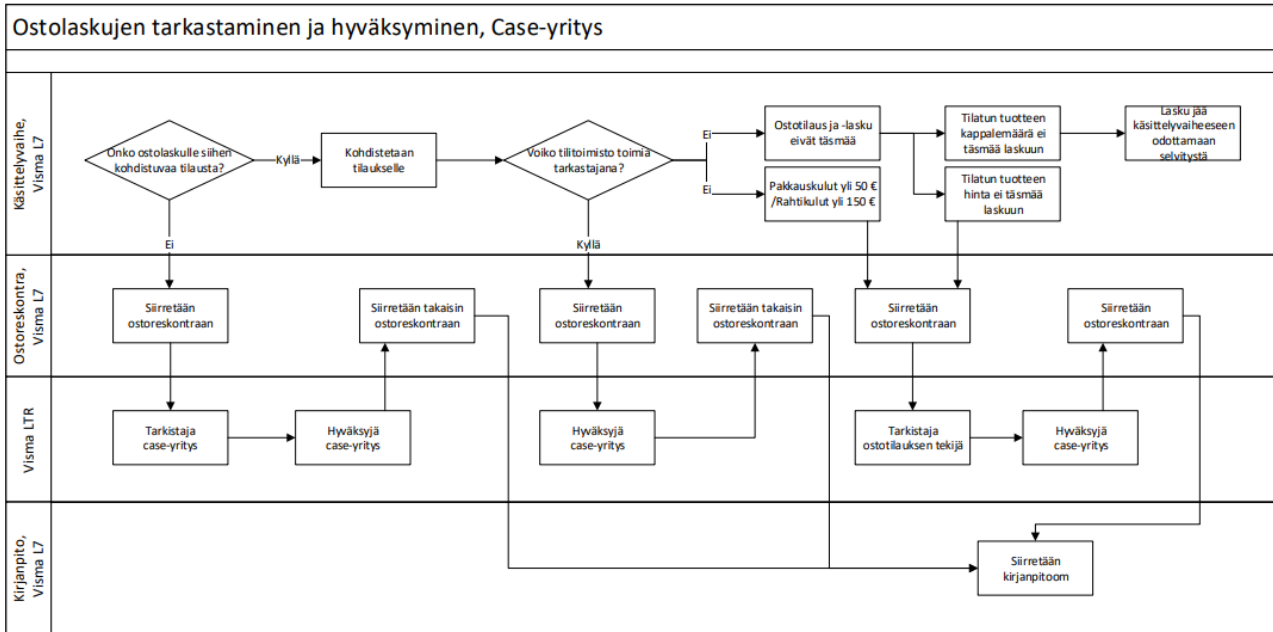 Ostolaskujen tarkastaminen ja hyväksyminen, Case-yritys
Käsittelyvaihe,
Visma L7
Onko ostolaskulle siihen
kohdistuvaa tilausta?
Kyllä
Ei
Kohdistetaan
tilaukselle
Voiko tilitoimisto toimia
tarkastajana?
Ei
Ei
Kyllä
Ostotilaus ja -lasku
eivät täsmää
Pakkauskulut yli 50 €
/Rahtikulut yli 150 €
Tilatun tuotteen
kappalemäärä ei
täsmää laskuun
Tilatun tuotteen
hinta ei täsmää
laskuun
Lasku jää
käsittelyvaiheeseen
odottamaan
selvitystä
Ostoreskontra,
Visma L7
Siirretään
ostoreskontraan
Siirretään takaisin
ostoreskontraan
Siirretään
ostoreskontraan
Siirretään takaisin
ostoreskontraan
Siirretään
ostoreskontraan
Siirretään
ostoreskontraan
Visma LTR
Tarkistaja
case-yritys
Hyväksyjä
case-yritys
Hyväksyjä
case-yritys
Tarkistaja
ostotilauksen tekijä
Hyväksyjä
case-yritys
Kirjanpito,
Visma L7
Siirretään
kirjanpitoom